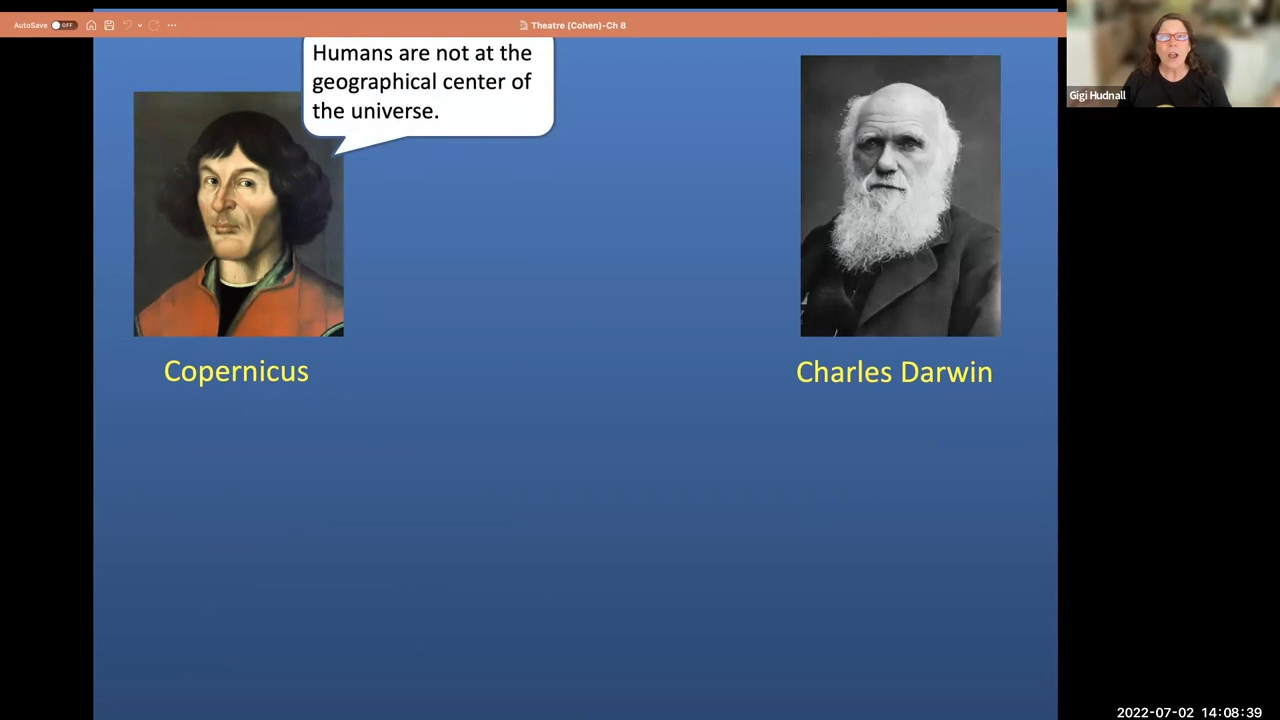 AutoSave OFF
Theatre (Cohen)-Ch 8
Humans are not at the
geographical center of
the universe.
Gigi Hudnall
Copernicus
Charles Darwin
2022-07-02 14:08:39